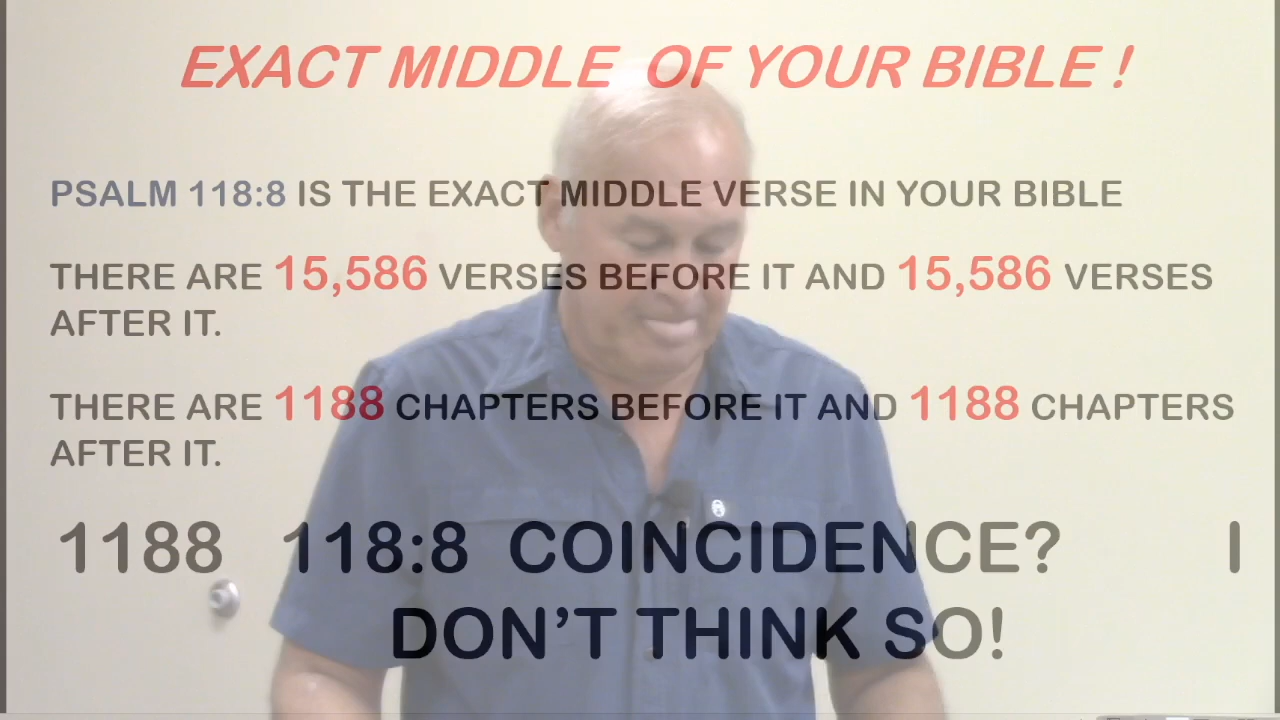 EXACT MIDDLE OF YOUR BIBLE !
PSALM 118:8 IS THE EXACT MIDDLE VERSE IN YOUR BIBLE
THERE ARE 15,586 VERSES BEFORE IT AND 15,586 VERSES
AFTER IT.
THERE ARE 1188 CHAPTERS BEFORE IT AND 1188 CHAPTERS
AFTER IT.
1188 118:8 COINCIDENCE? I
DON’T THINK SO!